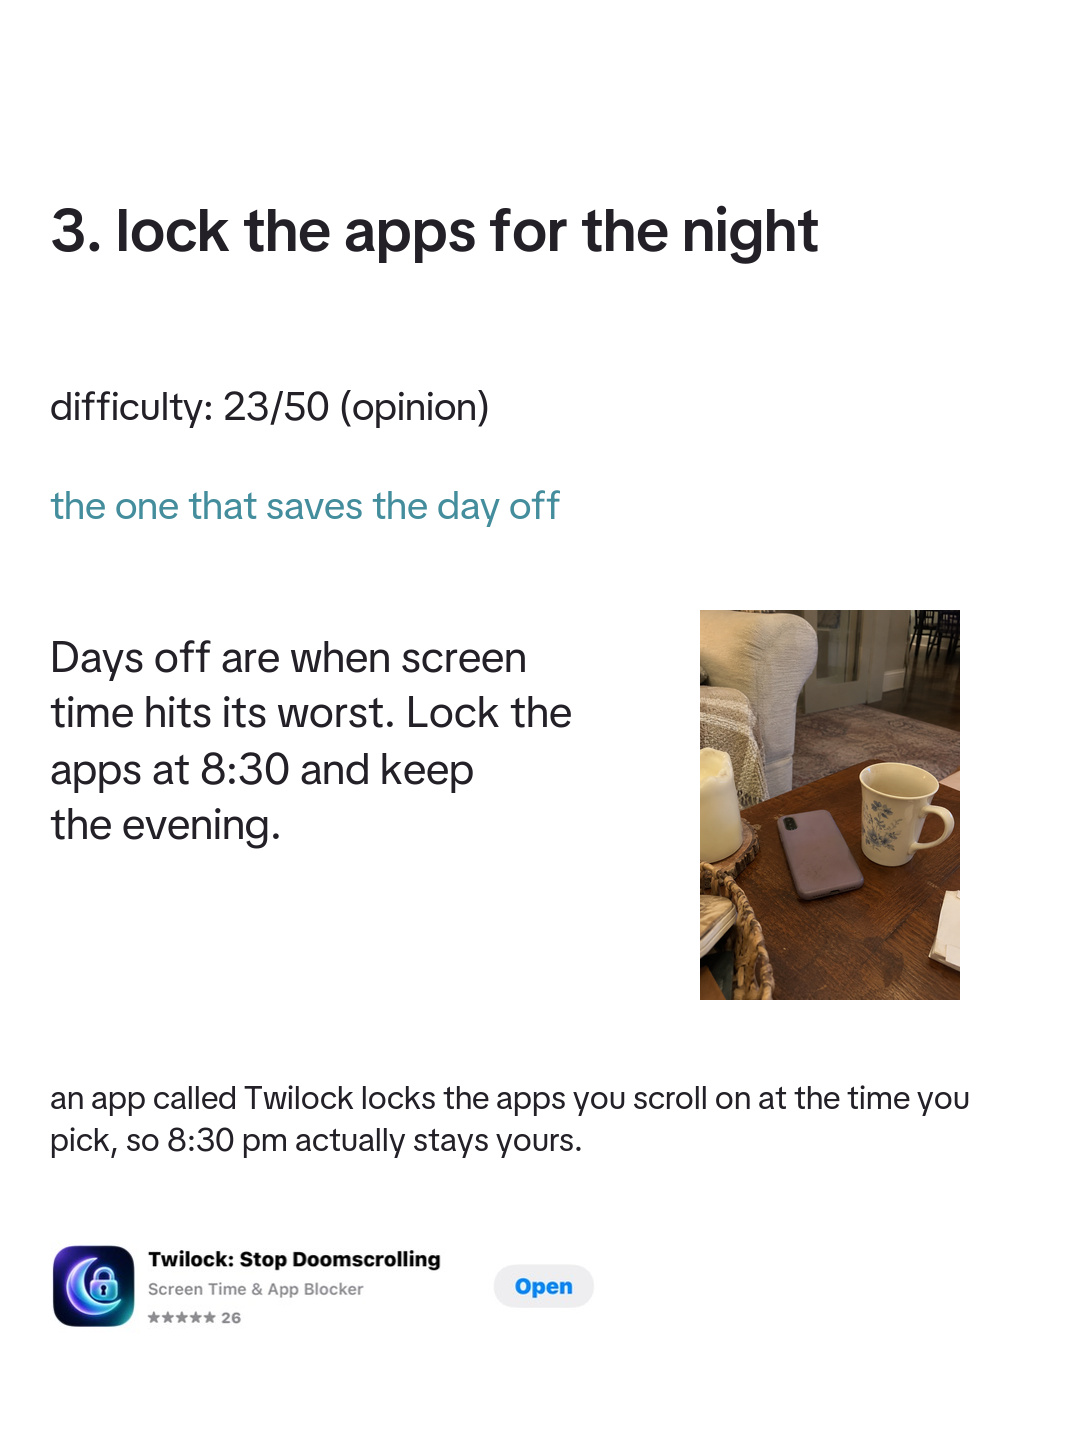 3. lock the apps for the night
difficulty: 23/50 (opinion)
the one that saves the day off
Days off are when screen
time hits its worst. Lock the
apps at 8:30 and keep
the evening.
an app called Twilock locks the apps you scroll on at the time you
pick, so 8:30 pm actually stays yours.
Twilock: Stop Doomscrolling
Screen Time & App Blocker
★★★★★ 26
Open